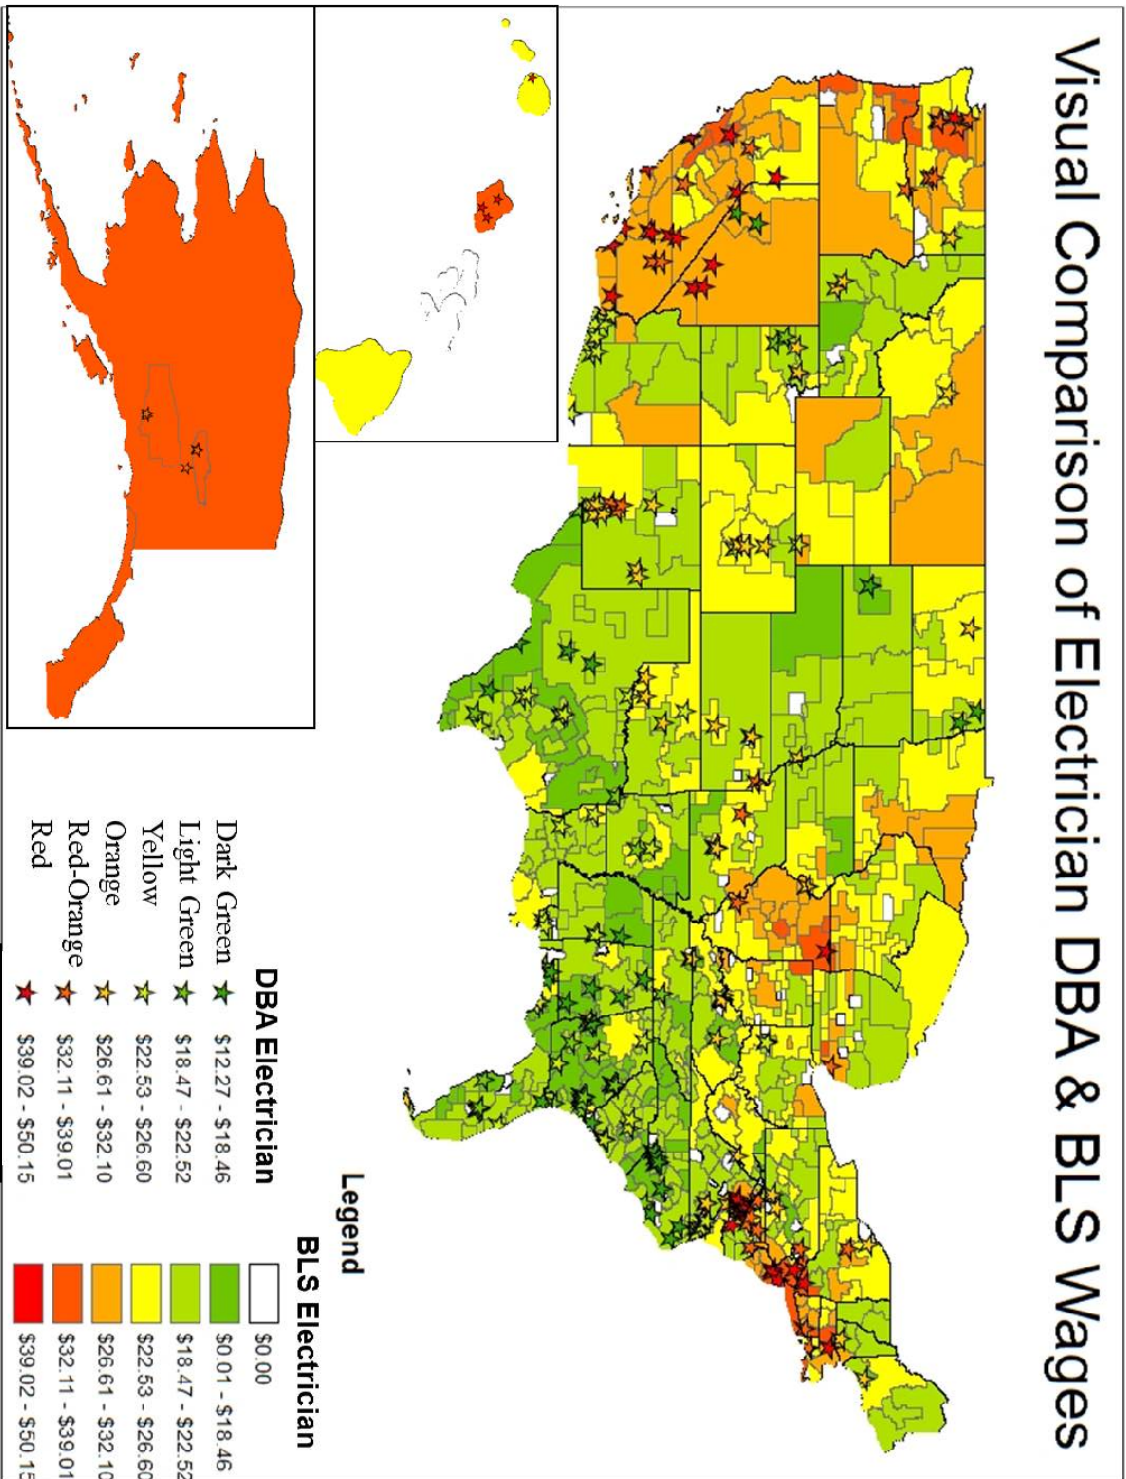 Visual Comparison of Electrician DBA & BLS Wages
Legend
DBA Electrician
Dark Green $12.27 - $18.46
Light Green $18.47 - $22.52
Yellow $22.53 - $26.60
Orange $26.61 - $32.10
Red-Orange $32.11 - $39.01
Red $39.02 - $50.15
BLS Electrician
$0.00
$0.01 - $18.46
$18.47 - $22.52
$22.53 - $26.60
$26.61 - $32.10
$32.11 - $39.01
$39.02 - $50.15